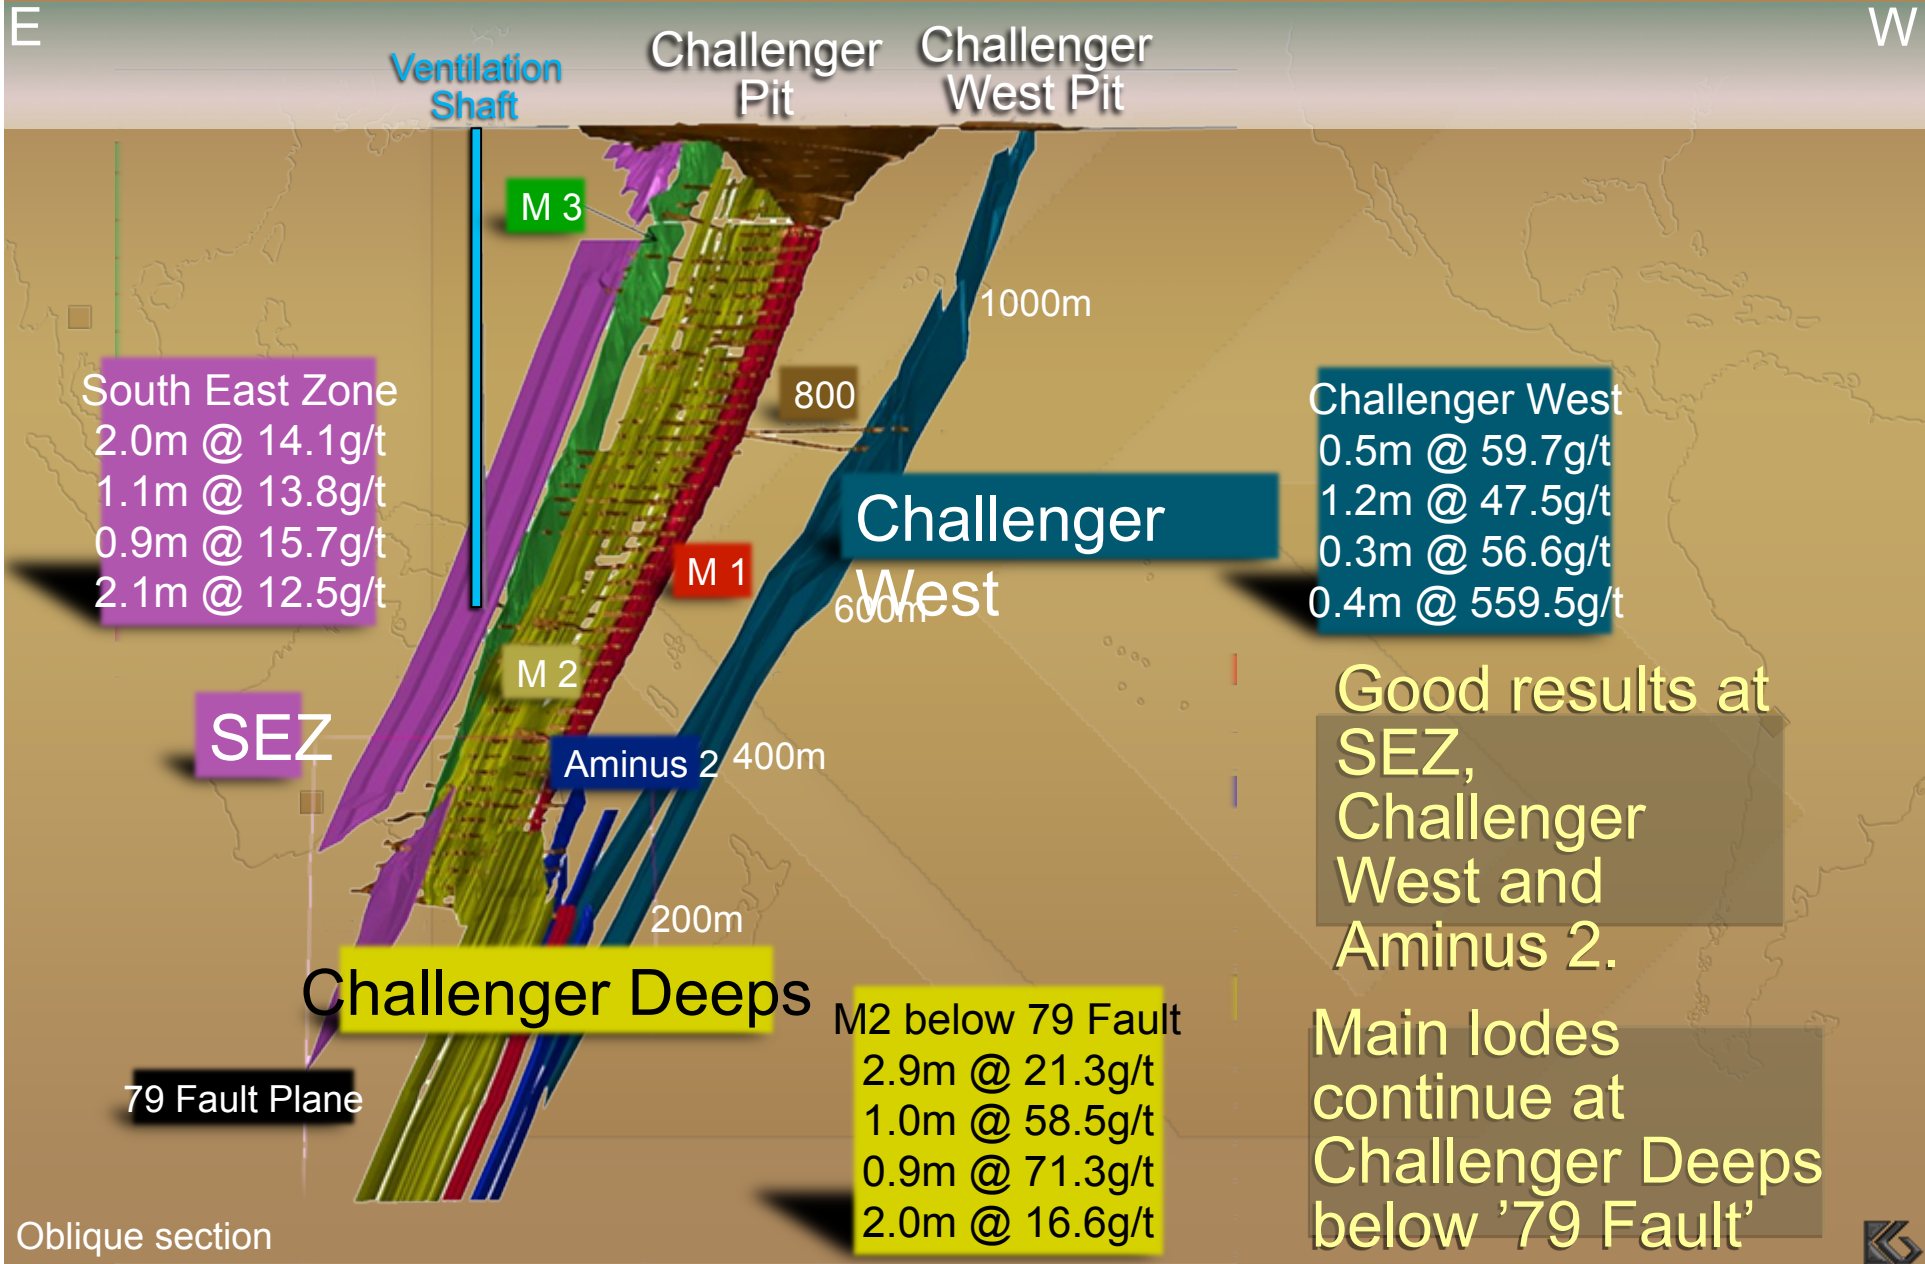 E
W
Ventilation
Shaft
Challenger
Pit
Challenger
West Pit
M 3
1000m
South East Zone
2.0m @ 14.1g/t
1.1m @ 13.8g/t
0.9m @ 15.7g/t
2.1m @ 12.5g/t
800
Challenger West
0.5m @ 59.7g/t
1.2m @ 47.5g/t
0.3m @ 56.6g/t
0.4m @ 559.5g/t
Challenger
West
M 1
600m
M 2
SEZ
Aminus 2
400m
Good results at
SEZ,
Challenger
West and
Aminus 2.
200m
Challenger Deeps
M2 below 79 Fault
2.9m @ 21.3g/t
1.0m @ 58.5g/t
0.9m @ 71.3g/t
2.0m @ 16.6g/t
Main lodes
continue at
Challenger Deeps
below ’79 Fault’
79 Fault Plane
Oblique section